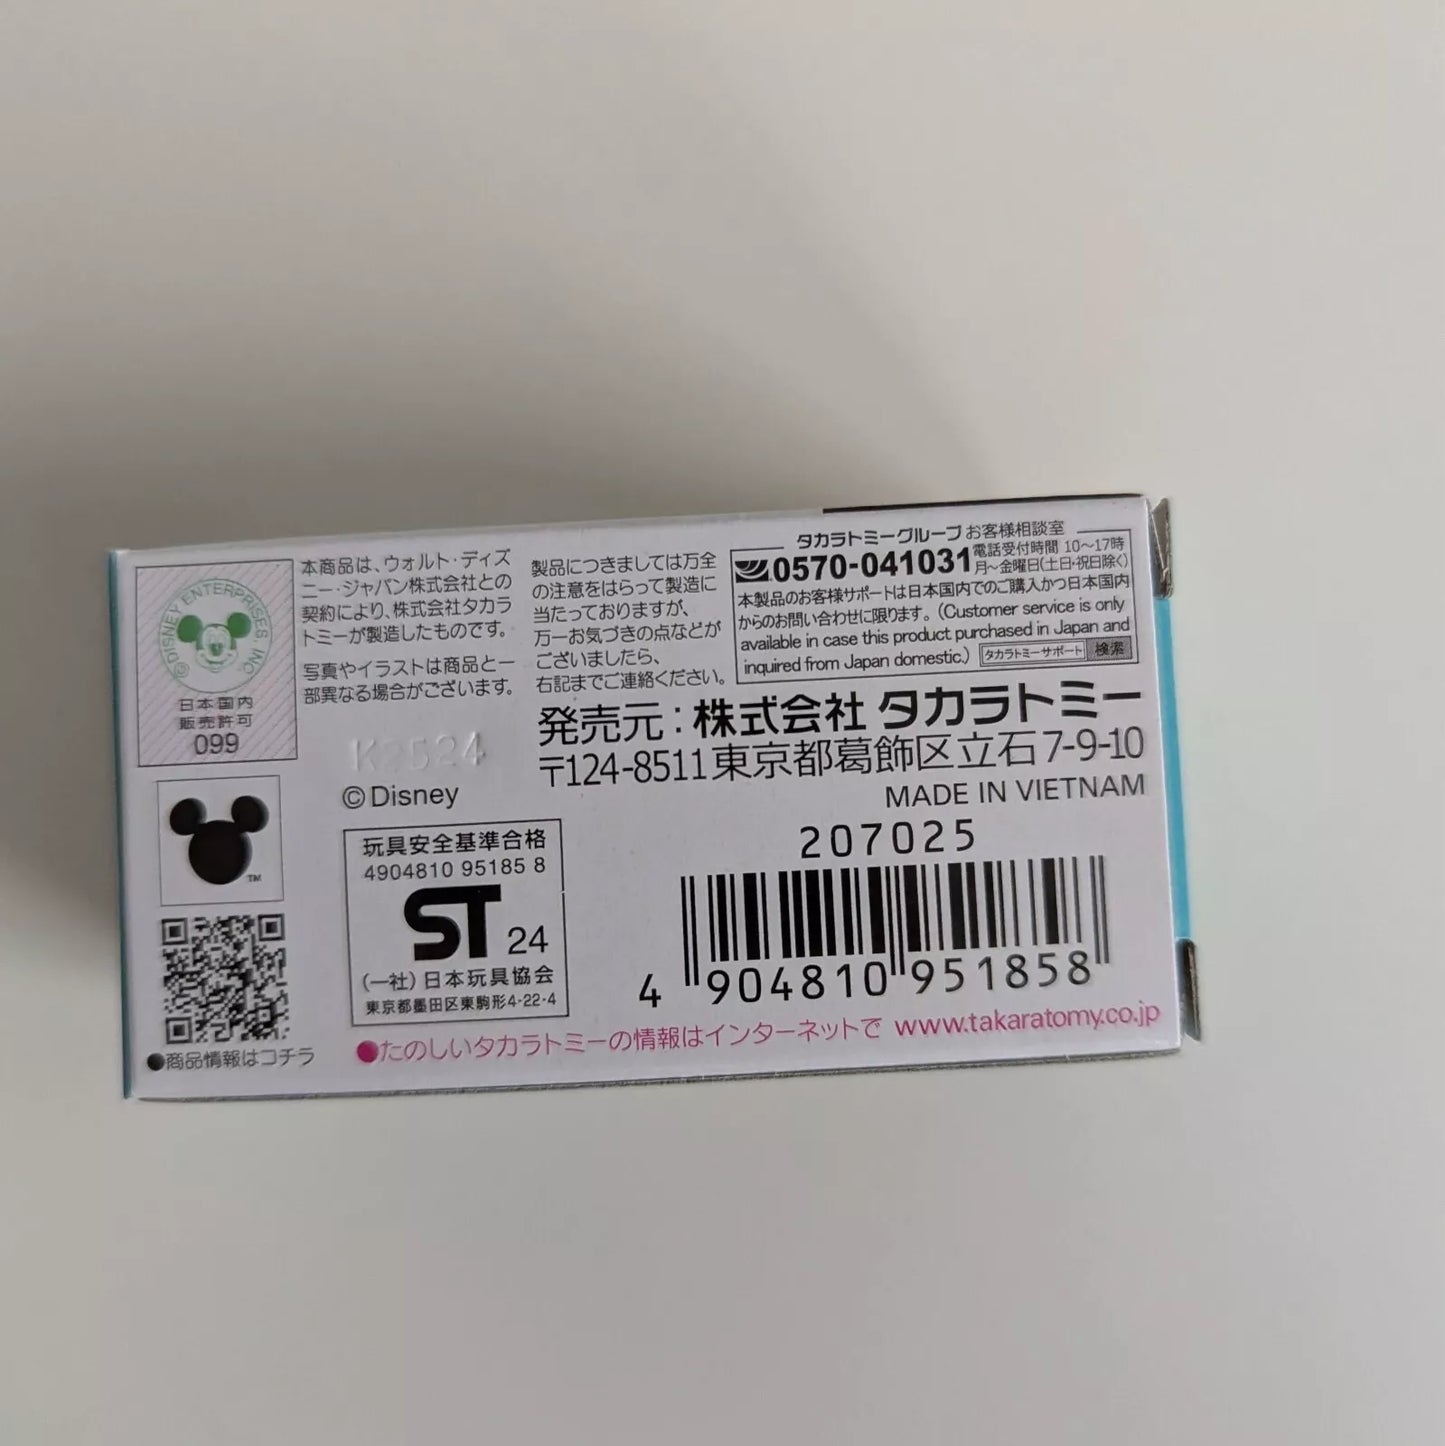 ©DISNEY ENTERPRISES, INC
日本国内
販売許可
099
本商品は、ウォルト・ディズ
ニー・ジャパン株式会社との
契約により、株式会社タカラ
トミーが製造したものです。
写真やイラストは商品と一
部異なる場合がございます。
K2524
©Disney
製品につきましては万全
の注意をはらって製造に
当たっておりますが、
万一お気づきの点などが
ございましたら、
右記までご連絡ください。
タカラトミーグループ お客様相談室
0570-041031
電話受付時間 10〜17時
月〜金曜日(土日・祝日除く)
本製品のお客様サポートは日本国内でのご購入かつ日本国内
からのお問い合わせに限ります。(Customer service is only
available in case this product purchased in Japan and
inquired from Japan domestic.) タカラトミーサポート 検索
発売元:株式会社 タカラトミー
〒124-8511 東京都葛飾区立石 7-9-10
MADE IN VIETNAM
TM
●商品情報はコチラ
玩具安全基準合格
4904810 95185 8
ST 24
(一社)日本玩具協会
東京都墨田区東駒形4-22-4
207025
4 904810 951858
●たのしいタカラトミーの情報はインターネットで www.takaratomy.co.jp